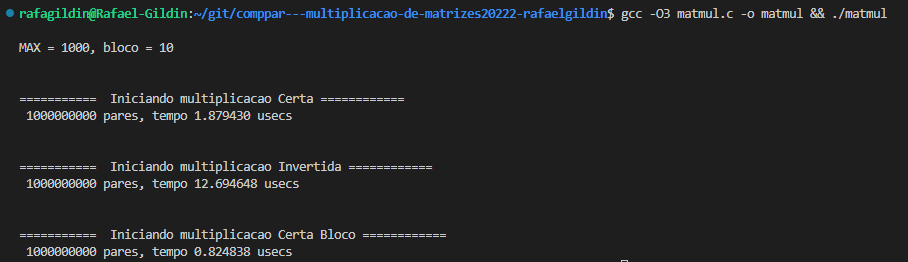 rafagildin@Rafael-Gildin:~/git/comppar---multiplicacao-de-matrizes20222-rafaelgildin$ gcc -O3 matmul.c -o matmul && ./matmul
MAX = 1000, bloco = 10
=========== Iniciando multiplicacao Certa ============
1000000000 pares, tempo 1.879430 usecs
=========== Iniciando multiplicacao Invertida ============
1000000000 pares, tempo 12.694648 usecs
=========== Iniciando multiplicacao Certa Bloco ============
1000000000 pares, tempo 0.824838 usecs